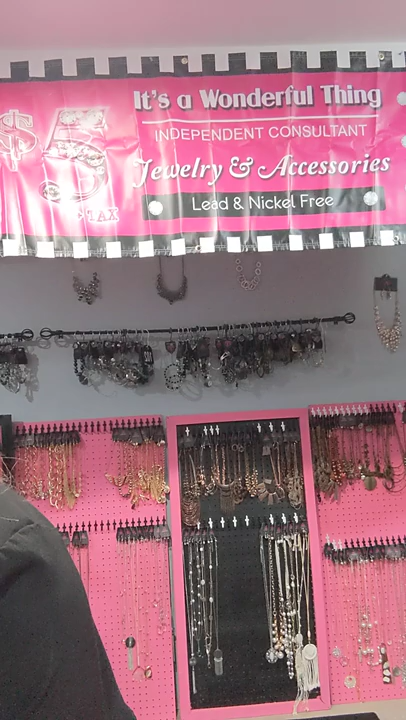 It's a Wonderful Thing
INDEPENDENT CONSULTANT
$5
Jewelry & Accessories
Lead & Nickel Free
TAX